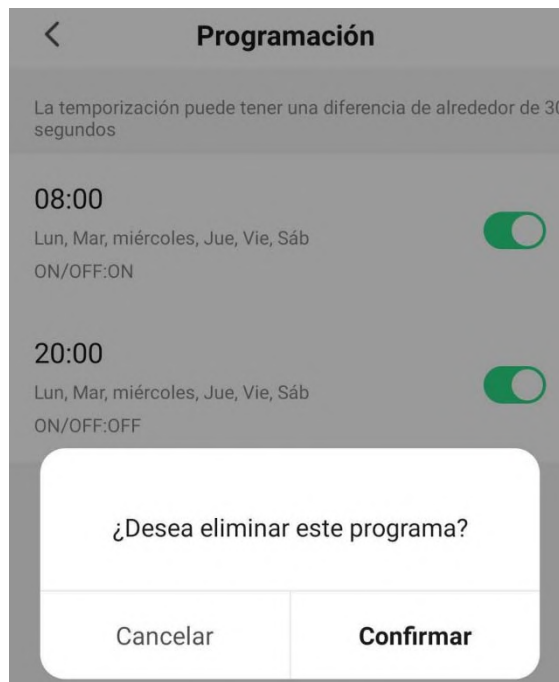 Programación
La temporización puede tener una diferencia de alrededor de 30
segundos
08:00
Lun, Mar, miércoles, Jue, Vie, Sáb
ON/OFF:ON
20:00
Lun, Mar, miércoles, Jue, Vie, Sáb
ON/OFF:OFF
¿Desea eliminar este programa?
Cancelar
Confirmar